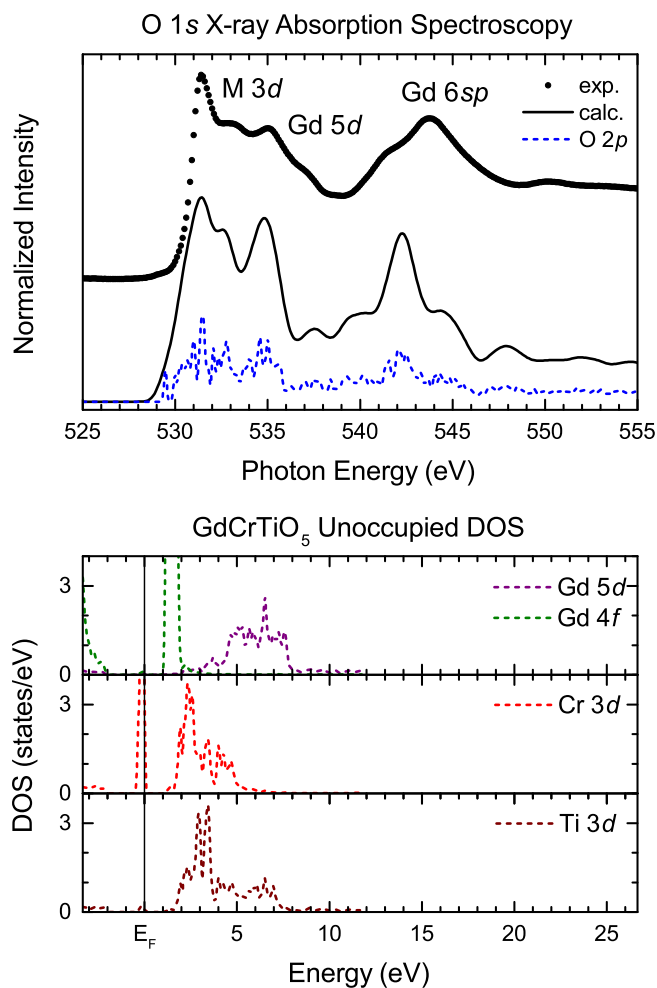 O 1s X-ray Absorption Spectroscopy
M 3d
Gd 5d
Gd 6sp
exp.
calc.
O 2p
Normalized Intensity
525 530 535 540 545 550 555
Photon Energy (eV)
GdCrTiO5 Unoccupied DOS
3
0
Gd 5d
Gd 4f
3
0
Cr 3d
3
0
Ti 3d
DOS (states/eV)
EF 5 10 15 20 25
Energy (eV)